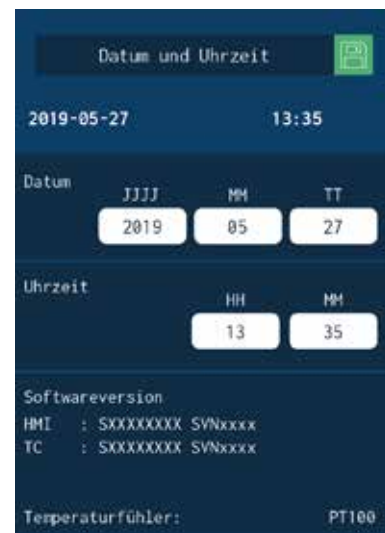 Datum und Uhrzeit
2019-05-27 13:35
Datum
JJJJ MM TT
2019 05 27
Uhrzeit
HH MM
13 35
Softwareversion
HMI : SXXXXXXXX SVNxxxx
TC : SXXXXXXXX SVNxxxx
Temperaturfühler: PT100